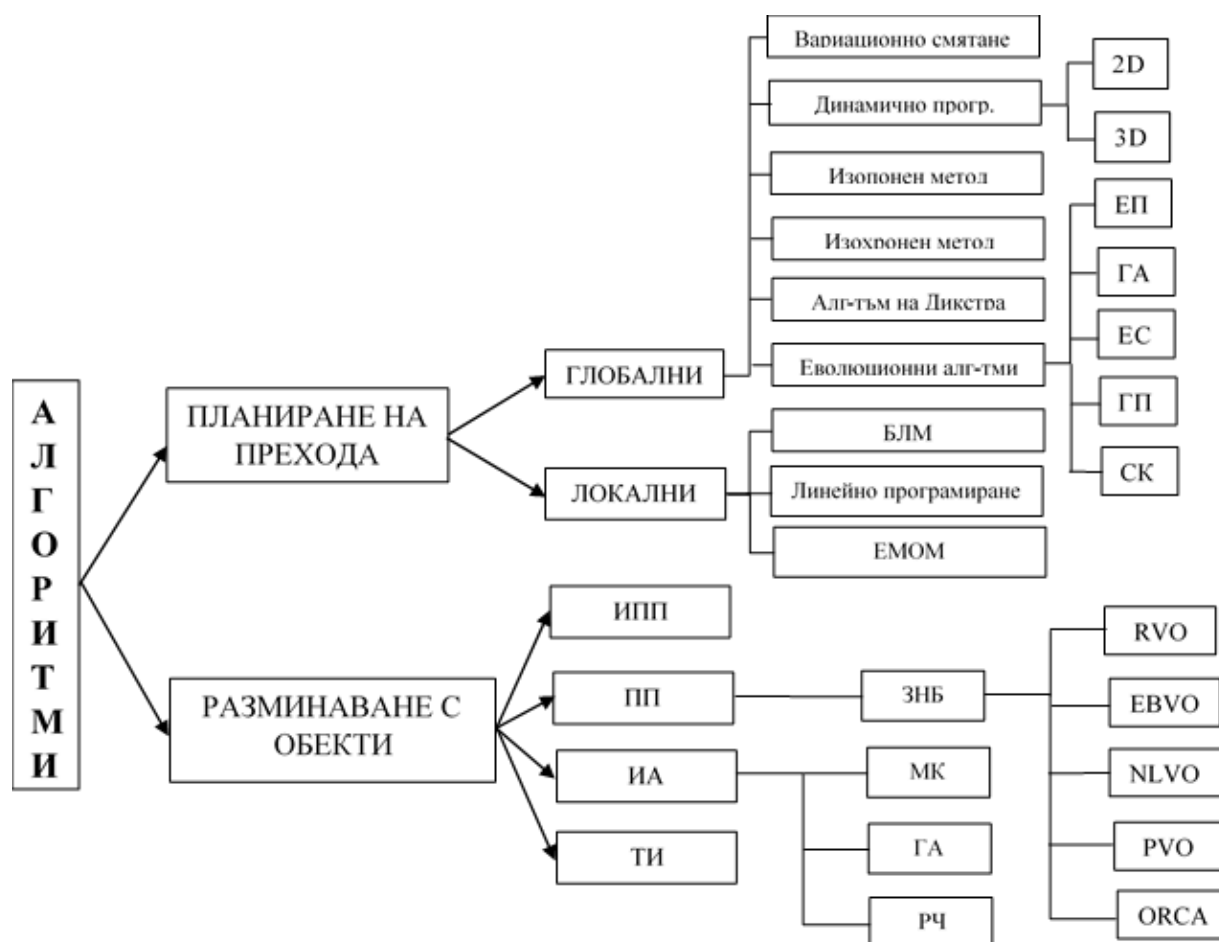 АЛГОРИТМИ
ПЛАНИРАНЕ НА
ПРЕХОДА
РАЗМИНАВАНЕ С
ОБЕКТИ
ГЛОБАЛНИ
ЛОКАЛНИ
Вариационно смятане
Динамично прогр.
Изопонен метод
Изохронен метод
Алг-тъм на Дикстра
Еволюционни алг-тми
2D
3D
ЕП
ГА
ЕС
ГП
СК
БЛМ
Линейно програмиране
ЕМОМ
ИПП
ПП
ИА
ТИ
ЗНБ
МК
ГА
РЧ
RVO
EBVO
NLVO
PVO
ORCA